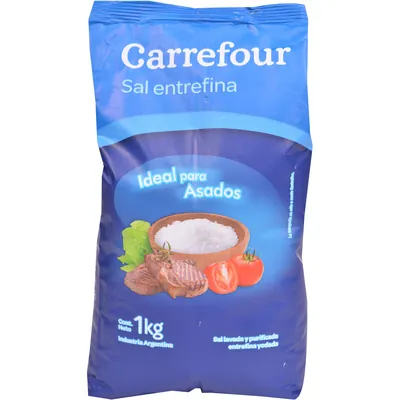 Carrefour
Sal entrefina
Ideal para
Asados
Cont.
Neto
1kg
Industria Argentina
Sal lavada y purificada
entrefina yodada